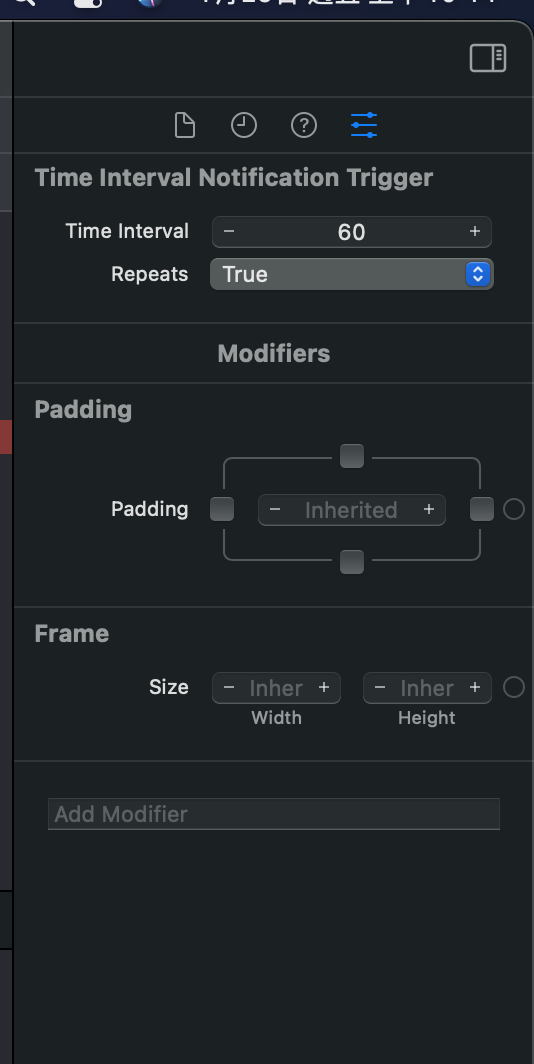 Time Interval Notification Trigger
Time Interval
− 60 +
Repeats
True
Modifiers
Padding
Padding
− Inherited +
Frame
Size
− Inher +
− Inher +
Width
Height
Add Modifier